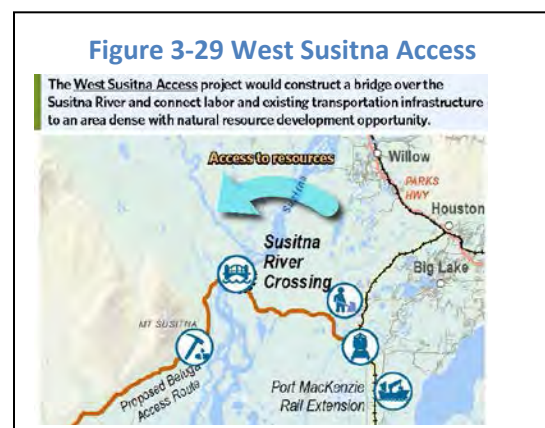 Figure 3-29 West Susitna Access
The West Susitna Access project would construct a bridge over the
Susitna River and connect labor and existing transportation infrastructure
to an area dense with natural resource development opportunity.
Access to resources
Willow
PARKS
HWY
Susitna
Houston
Susitna
River
Crossing
Big Lake
MT SUSITNA
Proposed Beluga
Access Route
Port MacKenzie
Rail Extension